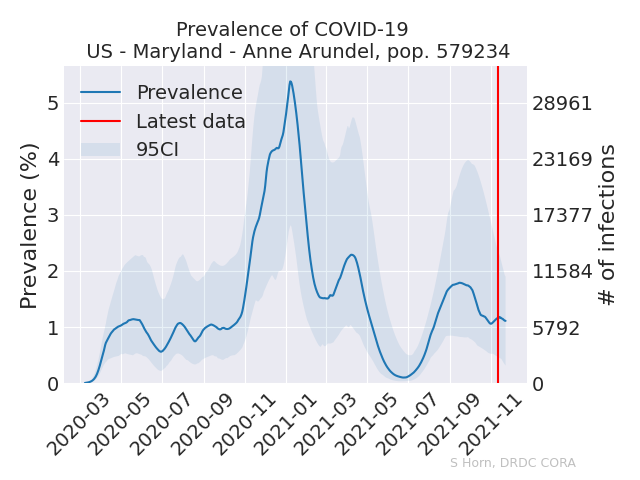 Prevalence of COVID-19
US - Maryland - Anne Arundel, pop. 579234
Prevalence
Latest data
95CI
Prevalence (%)
5
4
3
2
1
0
28961
23169
17377
11584
5792
0
# of infections
2020-03
2020-05
2020-07
2020-09
2020-11
2021-01
2021-03
2021-05
2021-07
2021-09
2021-11
S Horn, DRDC CORA